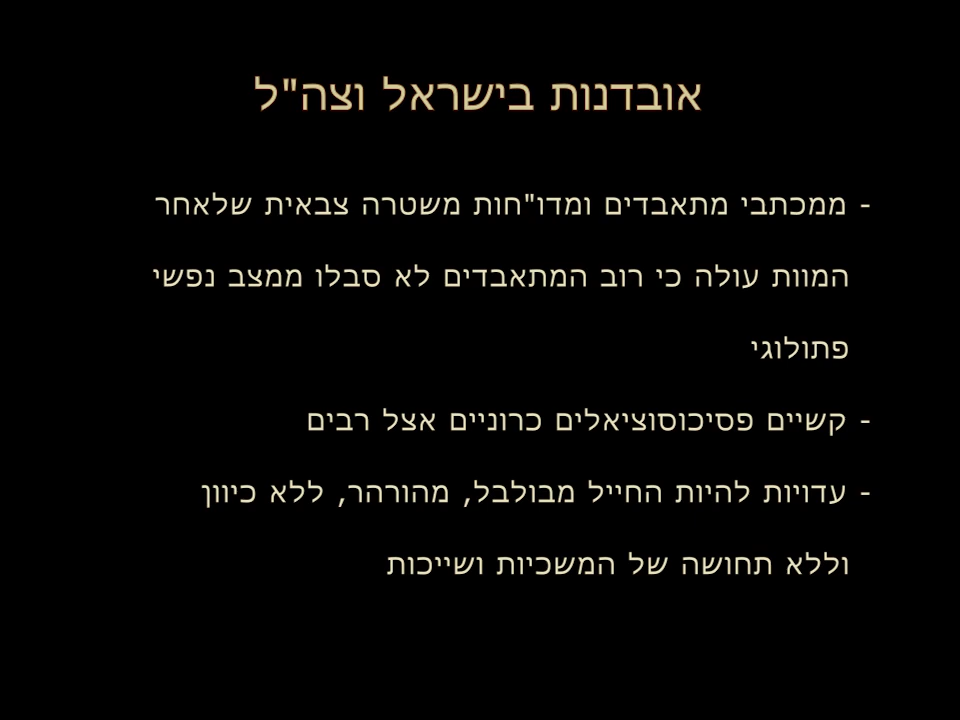 אובדנות בישראל וצה"ל
- ממכתבי מתאבדים ומדו"חות משטרה צבאית שלאחר
המוות עולה כי רוב המתאבדים לא סבלו ממצב נפשי
פתולוגי
- קשיים פסיכוסוציאלים כרוניים אצל רבים
- עדויות להיות החייל מבולבל, מהורהר, ללא כיוון
וללא תחושה של המשכיות ושייכות